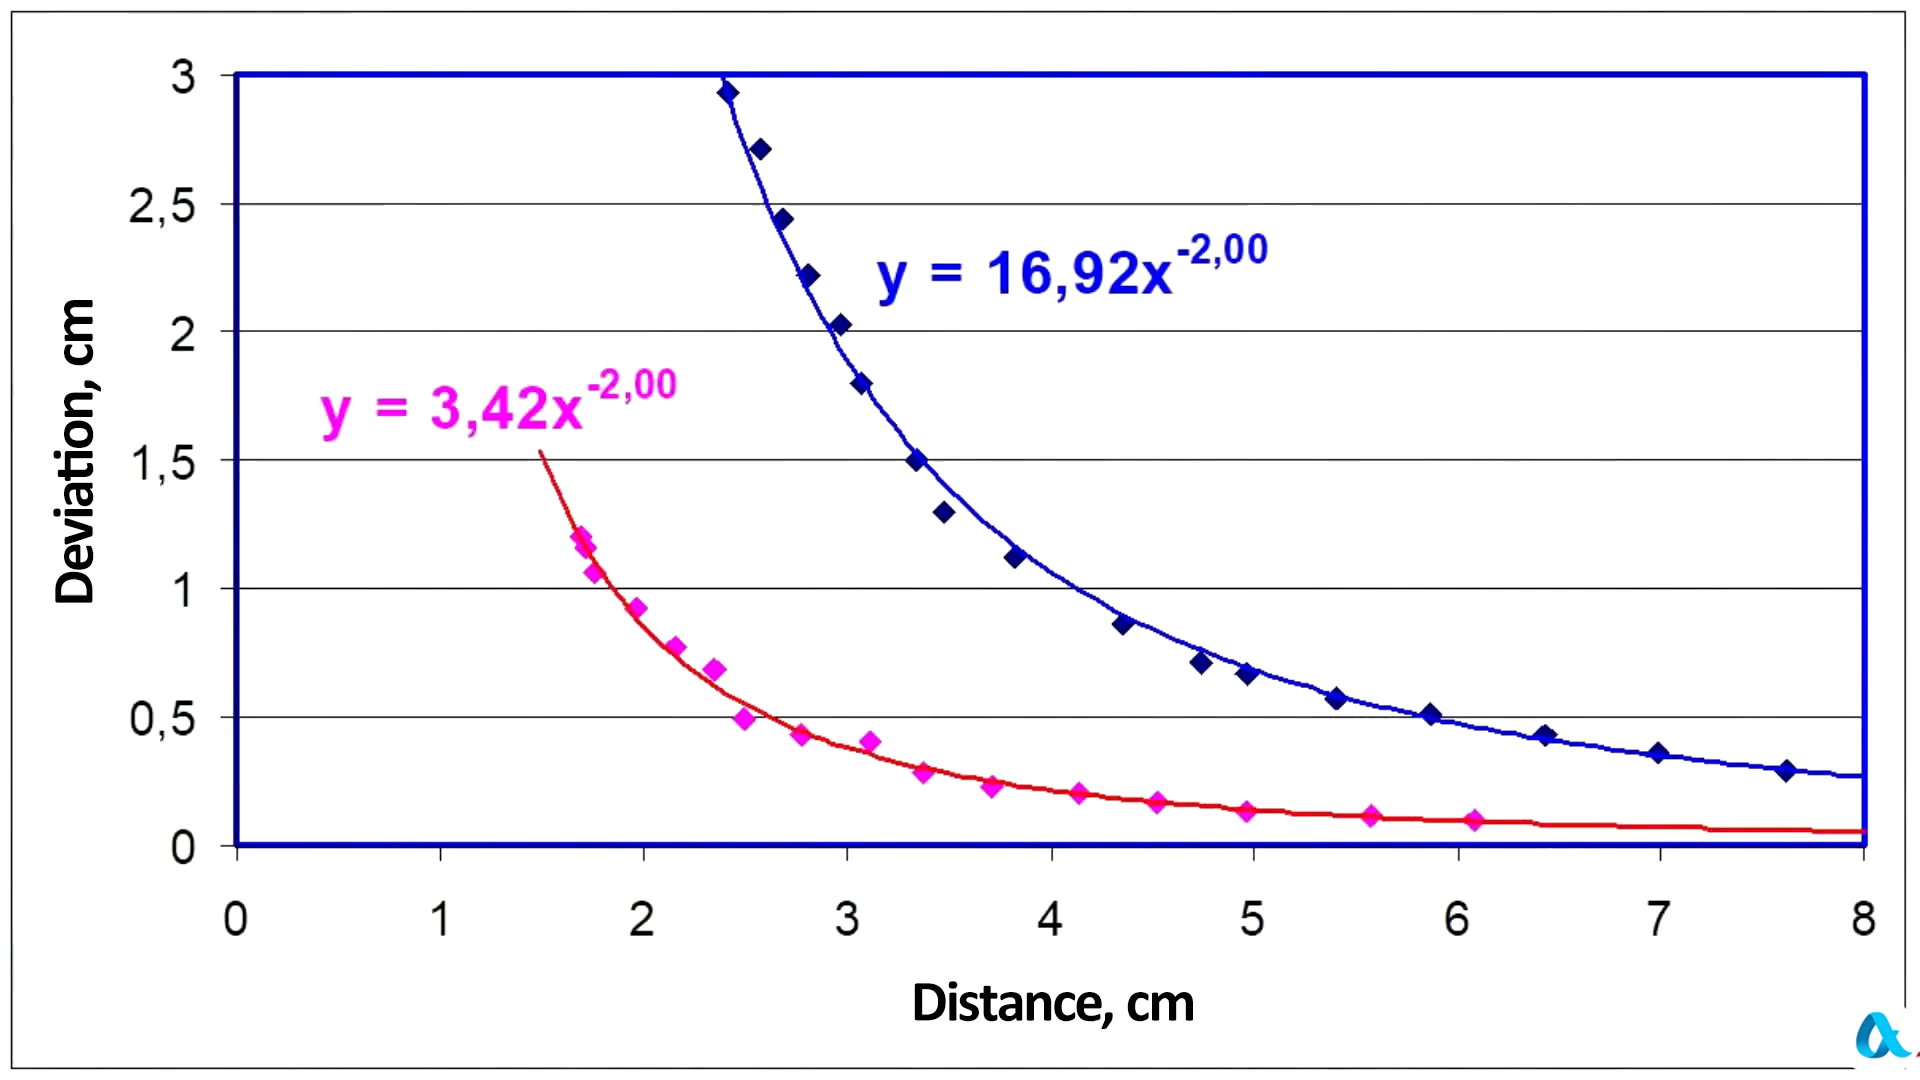 3
2,5
y = 16,92x-2,00
2
y = 3,42x-2,00
1,5
1
0,5
0
0 1 2 3 4 5 6 7 8
Deviation, cm
Distance, cm